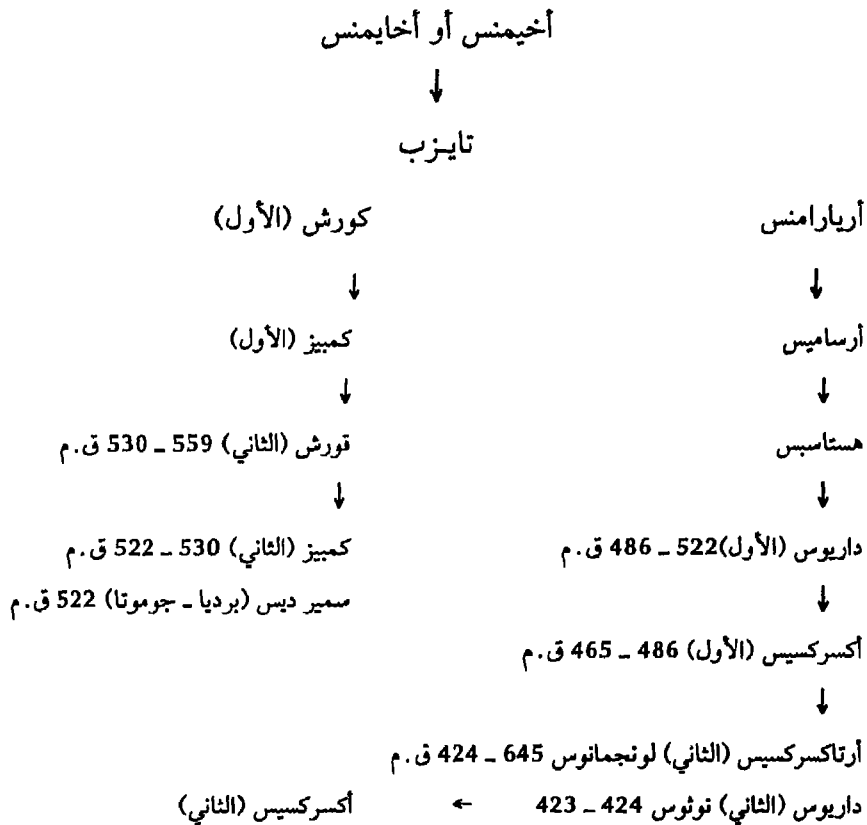 أخيمنس أو أخايمنس
↓
تايـزب
أريارامنس كورش (الأول)
↓ ↓
أرساميس كمبيز (الأول)
↓ ↓
هستاسبس قورش (الثاني) 559 ـ 530 ق.م
↓ ↓
داريوس (الأول)522 ـ 486 ق.م كمبيز (الثاني) 530 ـ 522 ق.م
↓ سمير ديس (برديا ـ جوموتا) 522 ق.م
أكسركسيس (الأول) 486 ـ 465 ق.م
↓
أرتاكسركسيس (الثاني) لونجمانوس 645 ـ 424 ق.م
داريوس (الثاني) نوثوس 424 ـ 423 ← أكسركسيس (الثاني)